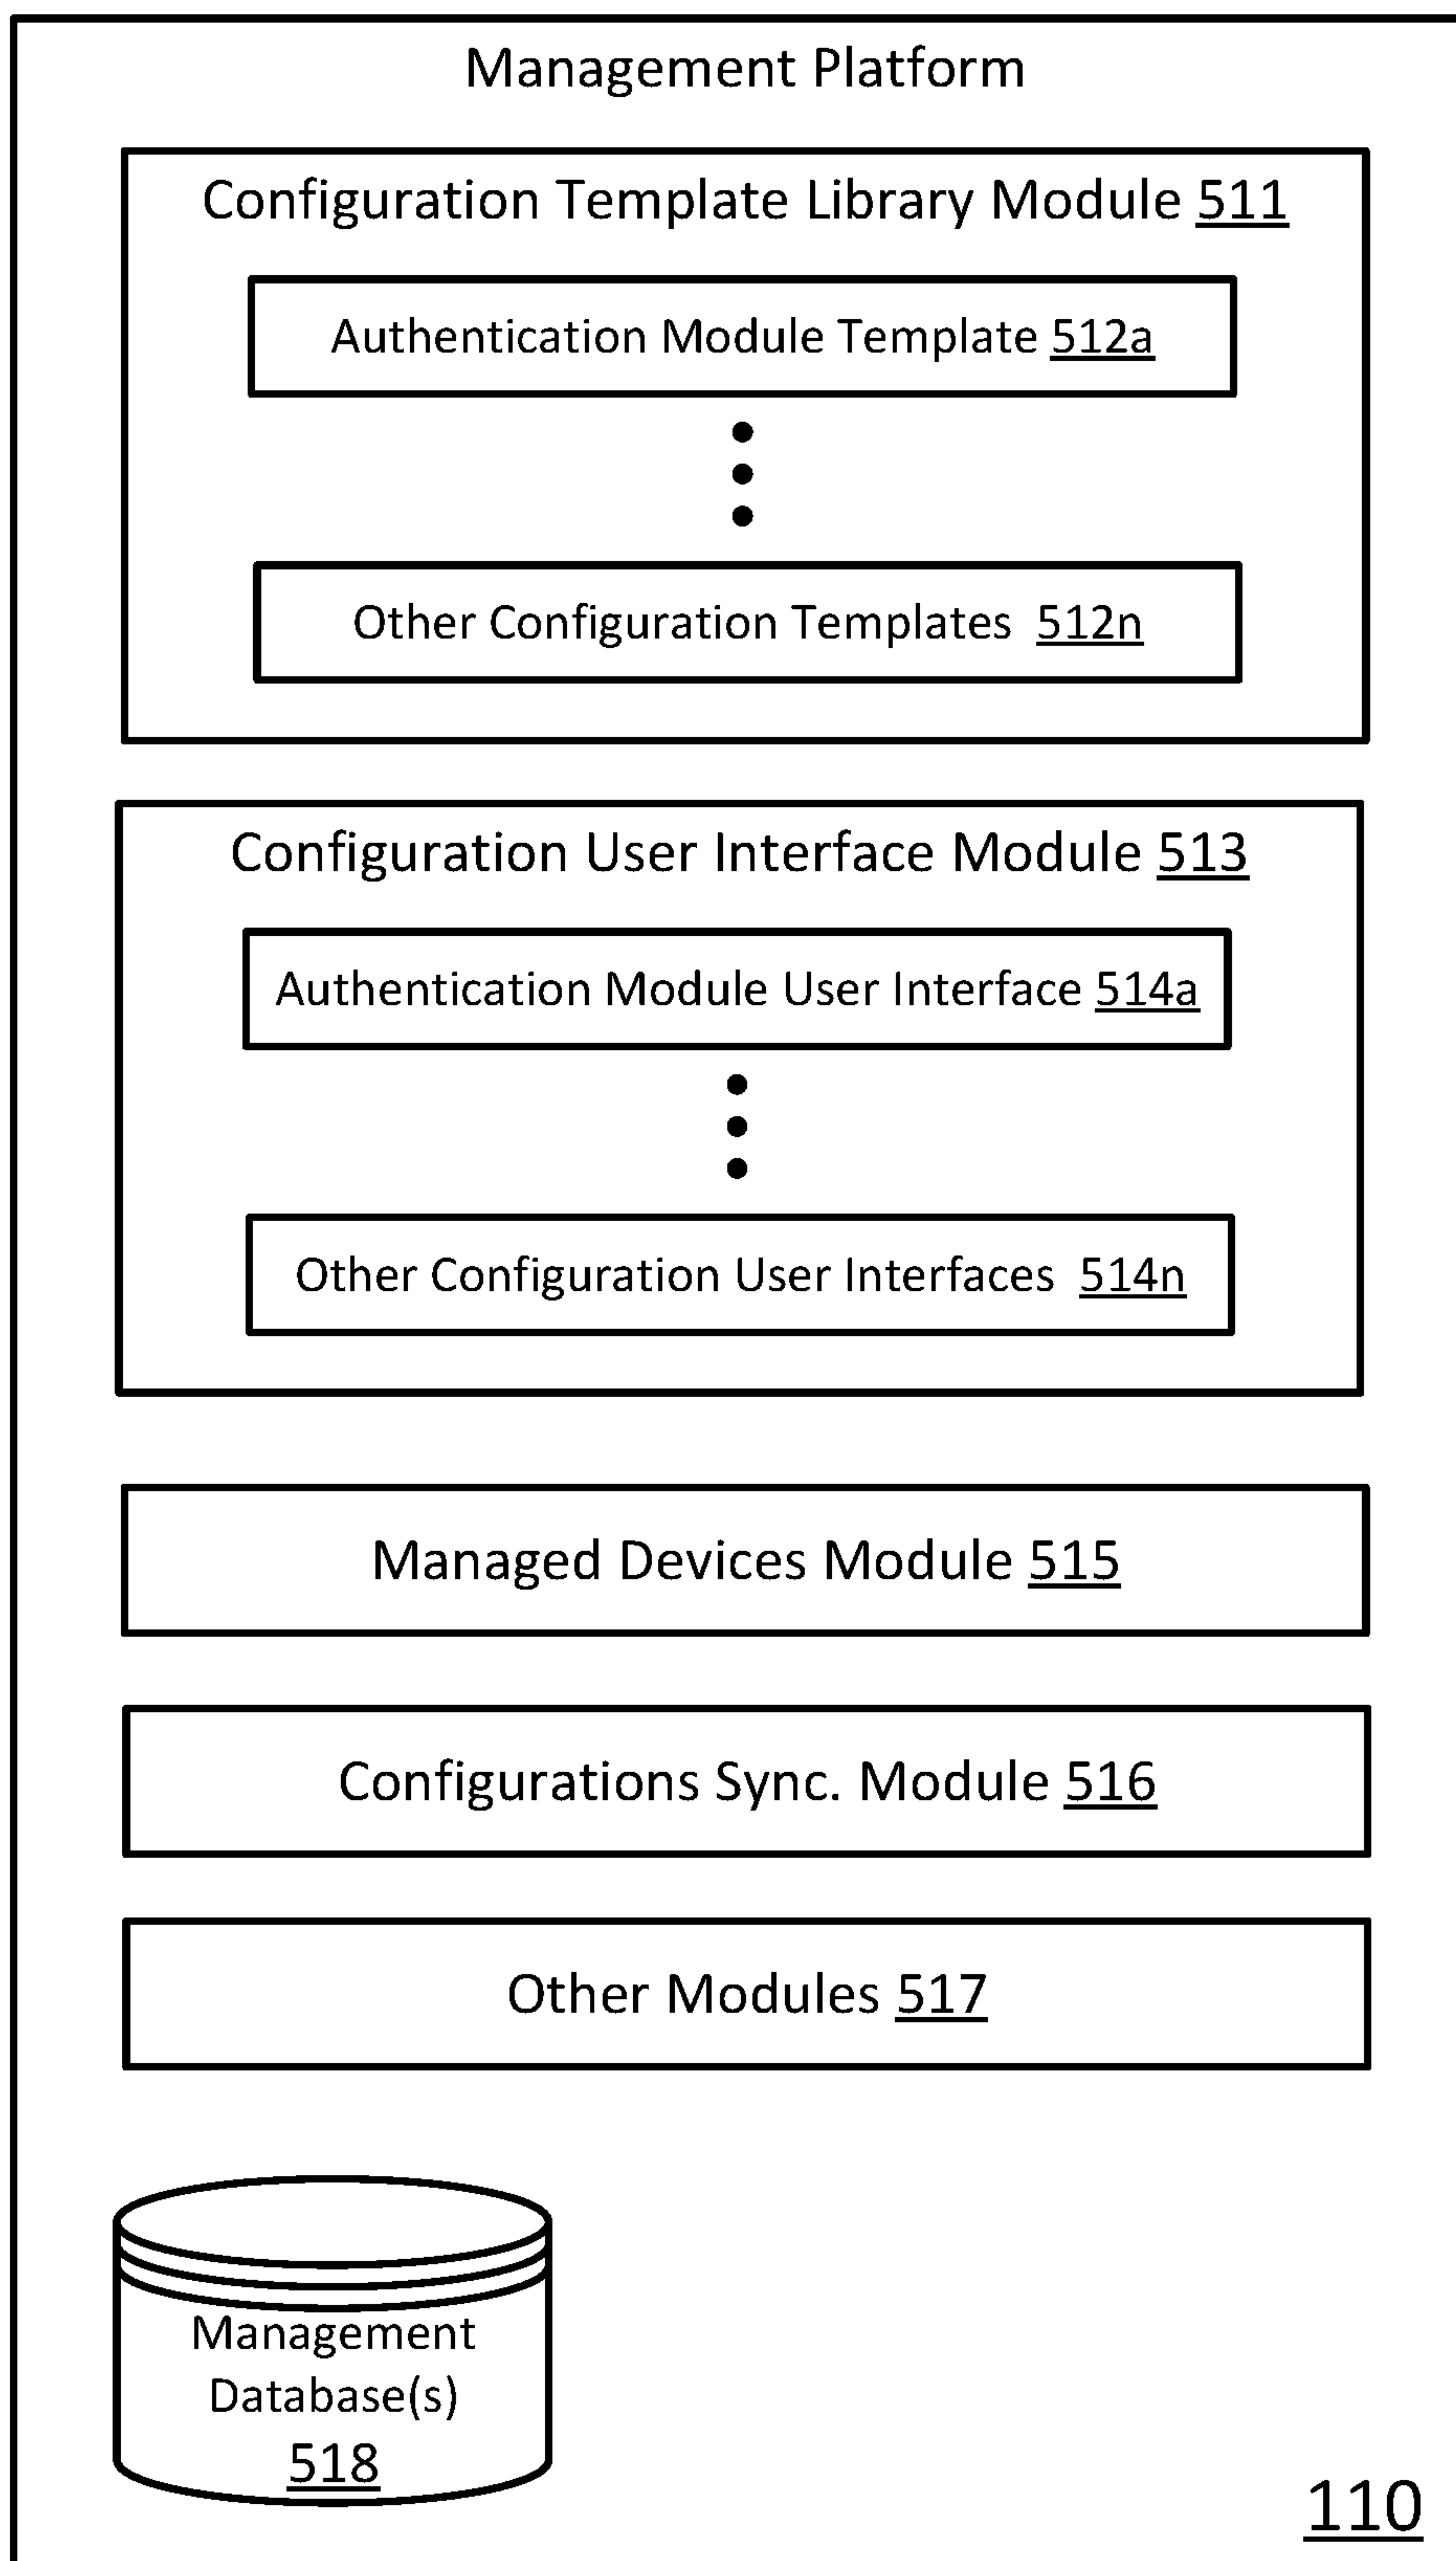 Management Platform
Configuration Template Library Module 511
Authentication Module Template 512a
Other Configuration Templates 512n
Configuration User Interface Module 513
Authentication Module User Interface 514a
Other Configuration User Interfaces 514n
Managed Devices Module 515
Configurations Sync. Module 516
Other Modules 517
Management
Database(s)
518
110